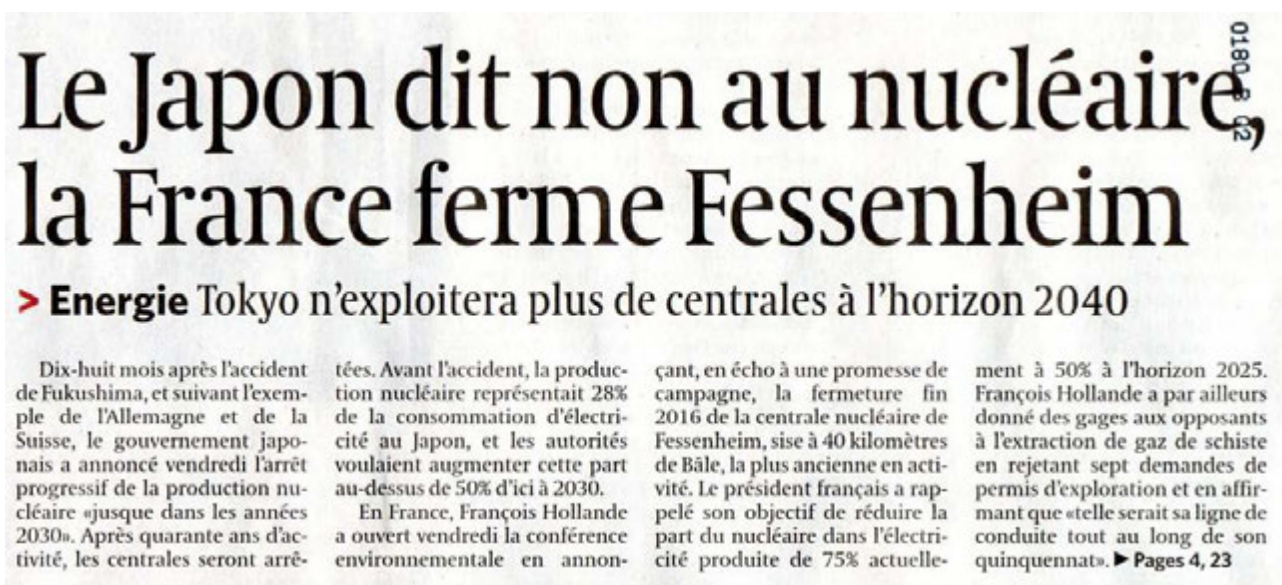 Le Japon dit non au nucléaire,
la France ferme Fessenheim
> Energie Tokyo n’exploitera plus de centrales à l’horizon 2040
Dix-huit mois après l’accident
de Fukushima, et suivant l’exem-
ple de l’Allemagne et de la
Suisse, le gouvernement japo-
nais a annoncé vendredi l’arrêt
progressif de la production nu-
cléaire «jusque dans les années
2030». Après quarante ans d’ac-
tivité, les centrales seront arrê-
tées. Avant l’accident, la produc-
tion nucléaire représentait 28%
de la consommation d’électri-
cité au Japon, et les autorités
voulaient augmenter cette part
au-dessus de 50% d’ici à 2030.
En France, François Hollande
a ouvert vendredi la conférence
environnementale en annon-
çant, en écho à une promesse de
campagne, la fermeture fin
2016 de la centrale nucléaire de
Fessenheim, sise à 40 kilomètres
de Bâle, la plus ancienne en acti-
vité. Le président français a rap-
pelé son objectif de réduire la
part du nucléaire dans l’électri-
cité produite de 75% actuelle-
ment à 50% à l’horizon 2025.
François Hollande a par ailleurs
donné des gages aux opposants
à l’extraction de gaz de schiste
en rejetant sept demandes de
permis d’exploration et en affir-
mant que «telle serait sa ligne de
conduite tout au long de son
quinquennat». ▶ Pages 4, 23